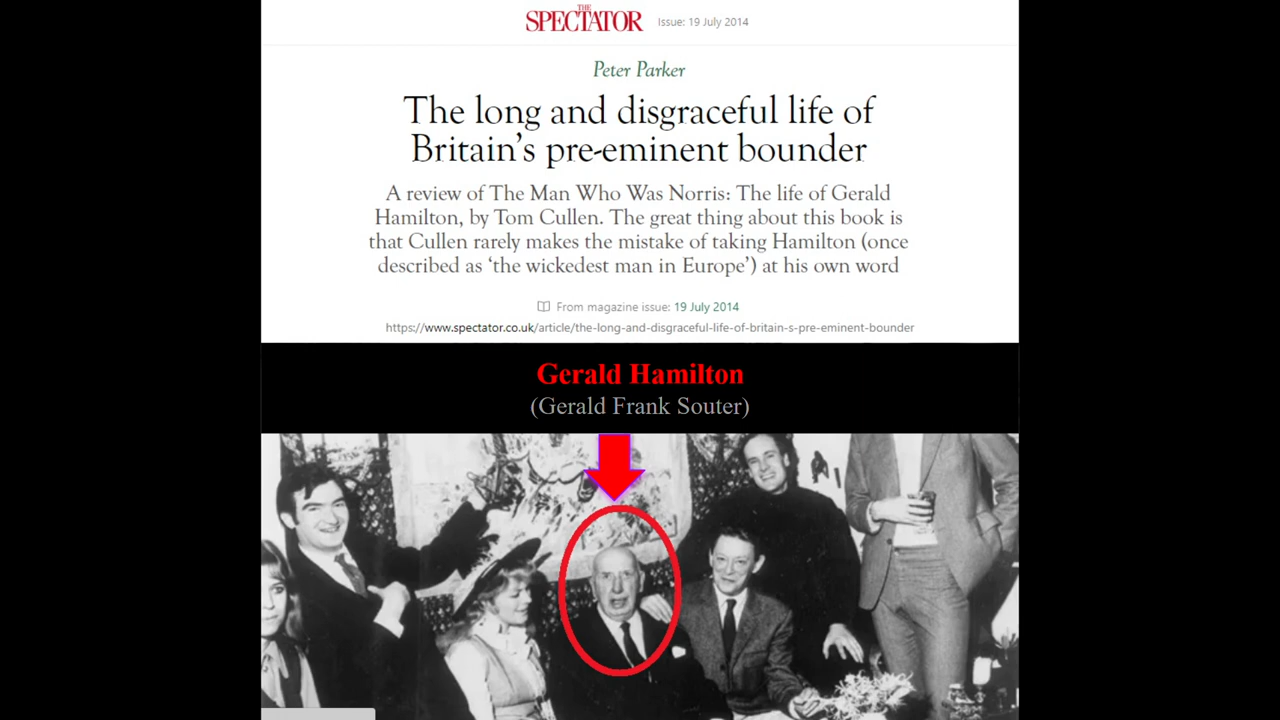 THE
SPECTATOR Issue: 19 July 2014
Peter Parker
The long and disgraceful life of
Britain's pre-eminent bounder
A review of The Man Who Was Norris: The life of Gerald
Hamilton, by Tom Cullen. The great thing about this book is
that Cullen rarely makes the mistake of taking Hamilton (once
described as ‘the wickedest man in Europe’) at his own word
From magazine issue: 19 July 2014
https://www.spectator.co.uk/article/the-long-and-disgraceful-life-of-britain-s-pre-eminent-bounder
Gerald Hamilton
(Gerald Frank Souter)